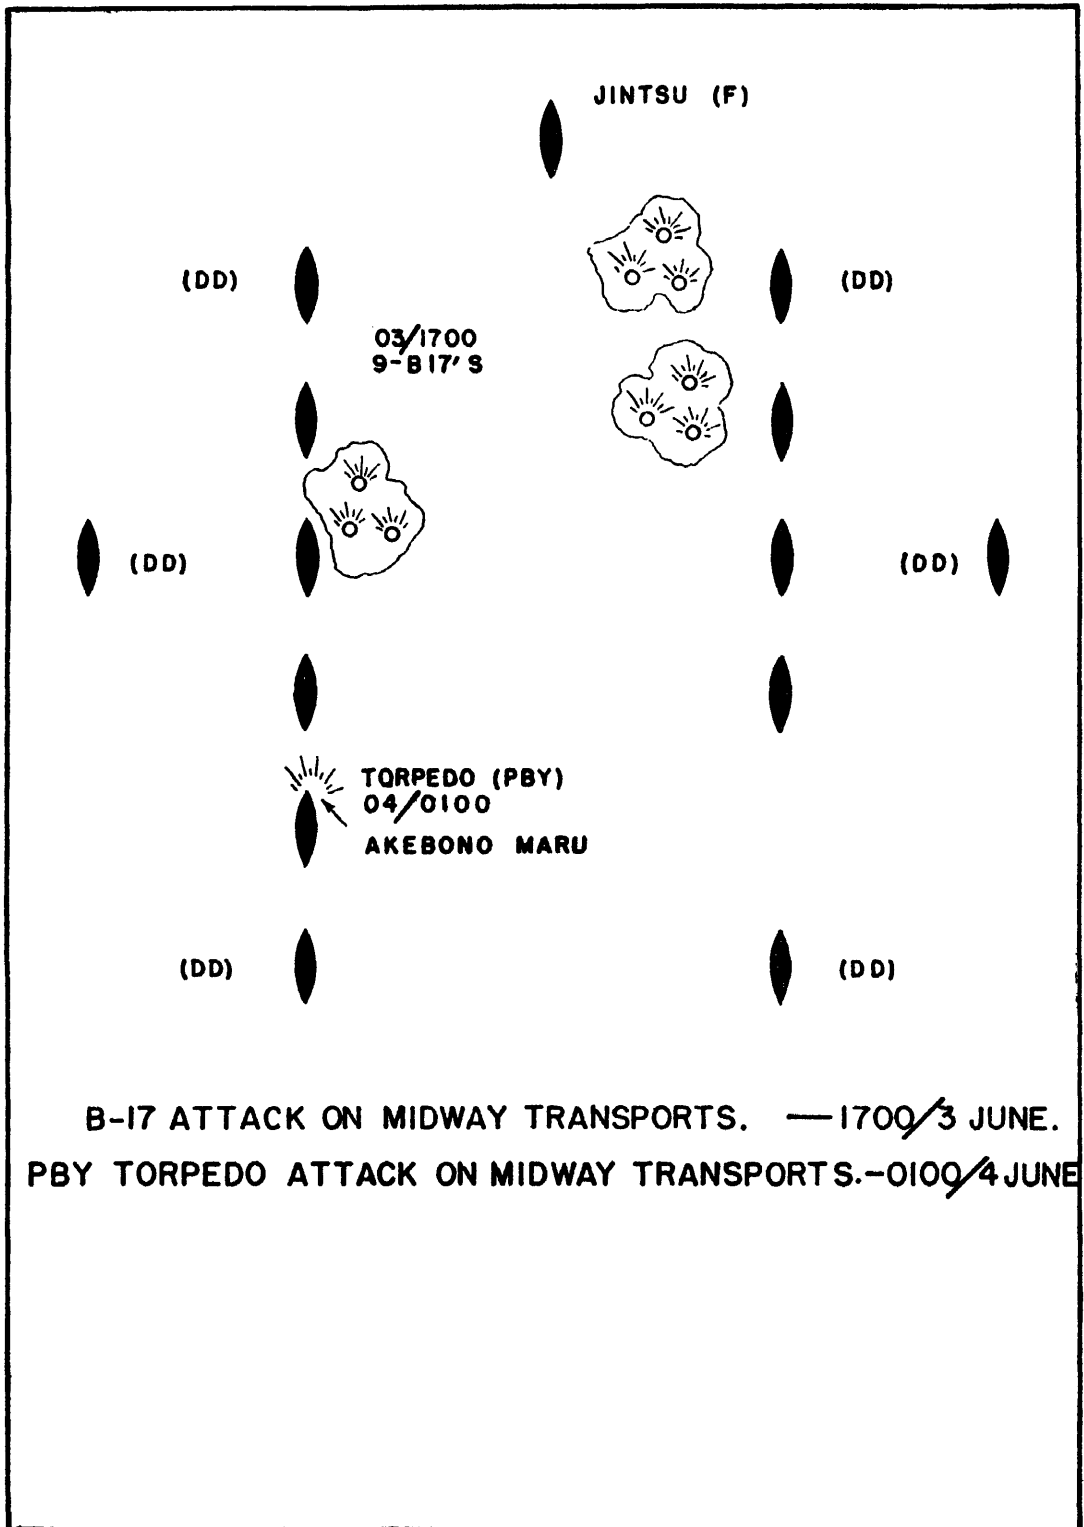 JINTSU (F)
(DD)
(DD)
03/1700
9-B17'S
(DD)
(DD)
TORPEDO (PBY)
04/0100
AKEBONO MARU
(DD)
(DD)
B-17 ATTACK ON MIDWAY TRANSPORTS. — 1700/3 JUNE.
PBY TORPEDO ATTACK ON MIDWAY TRANSPORTS.-0100/4 JUNE